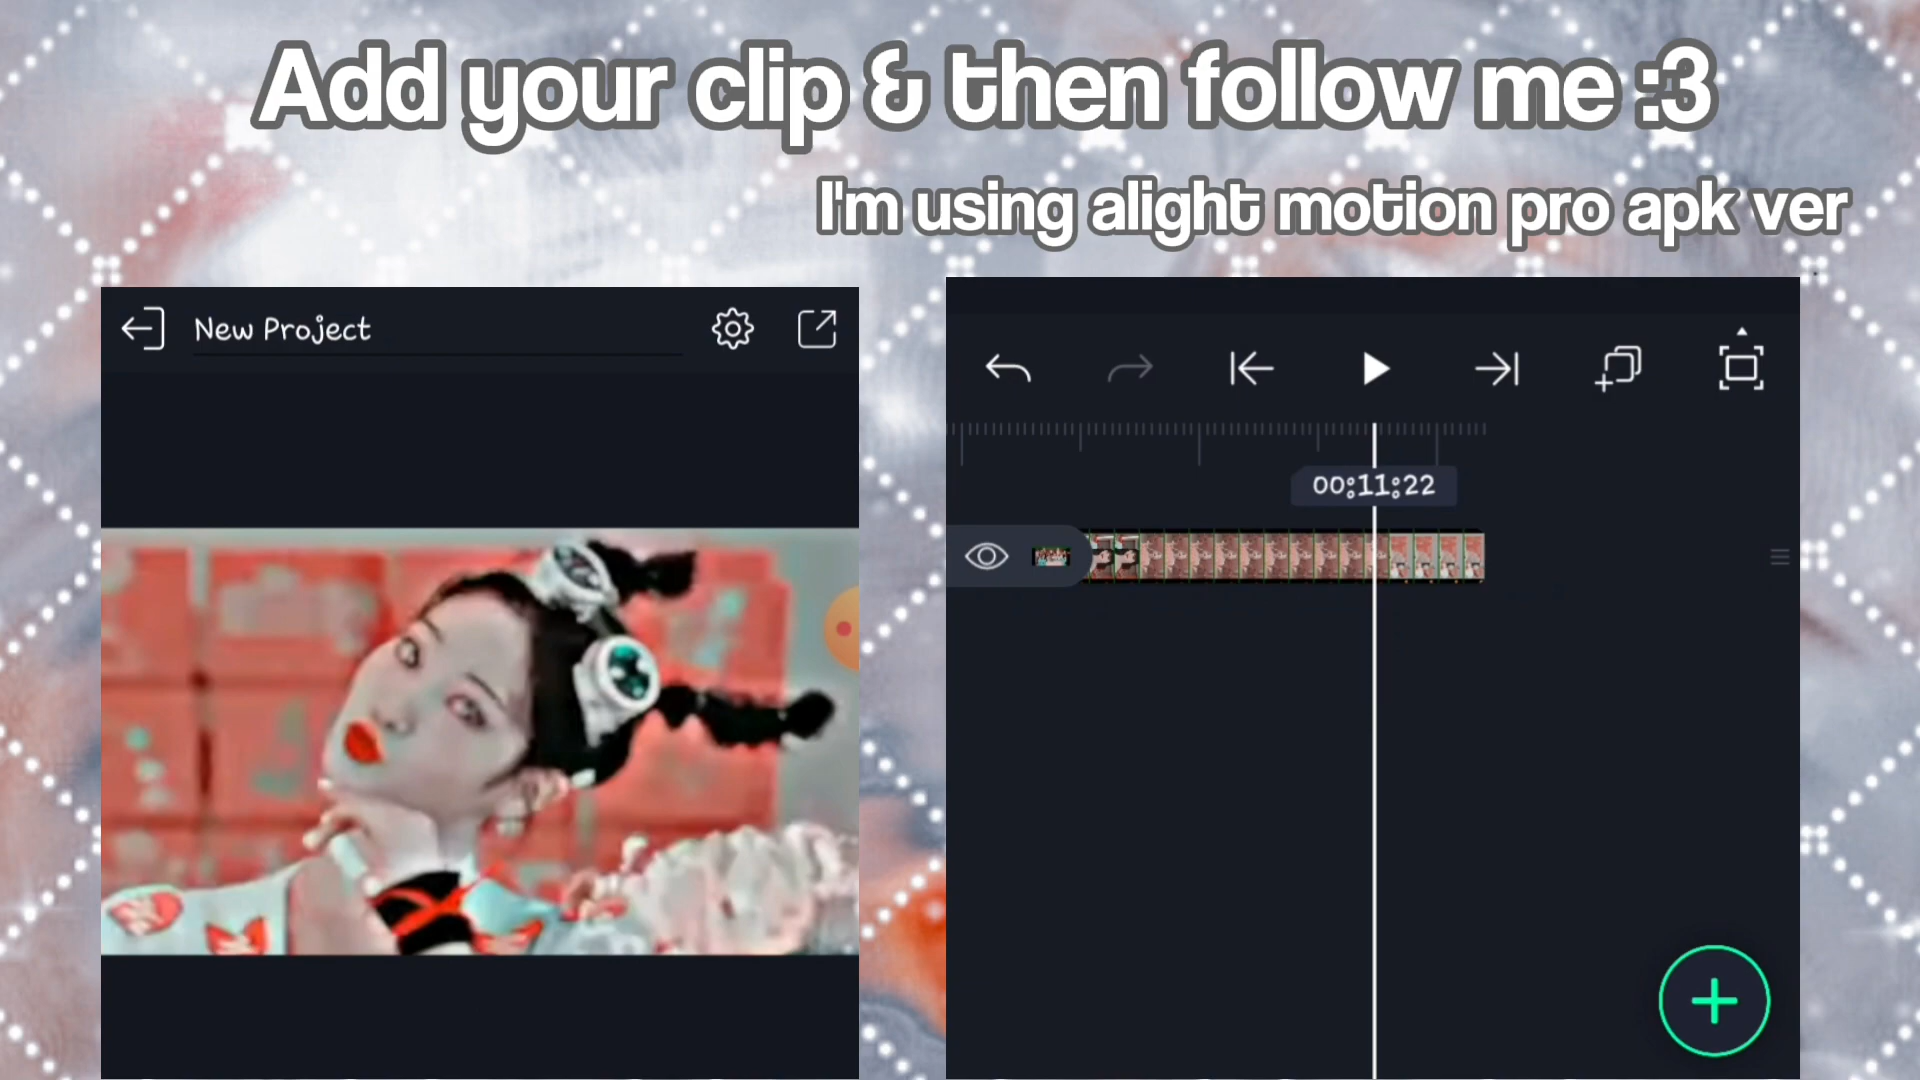 Add your clip & then follow me :3
I'm using alight motion pro apk ver
New Project
00:11:22